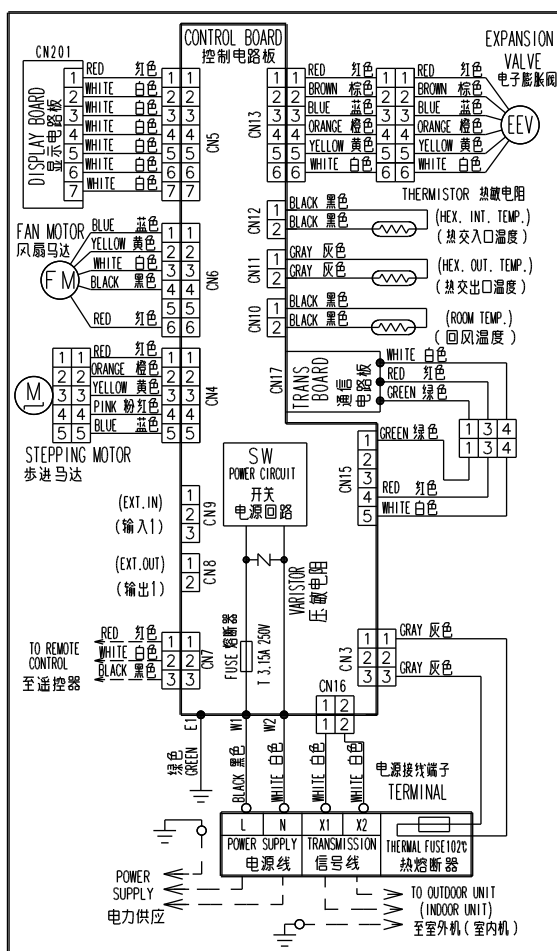 CONTROL BOARD
控制电路板
CN201
DISPLAY BOARD
显示电路板
1 RED 红色 1 1
2 WHITE 白色 2 2
3 WHITE 白色 3 3
4 WHITE 白色 4 4
5 WHITE 白色 5 5
6 WHITE 白色 6 6
7 WHITE 白色 7 7
CN5
CN13
1 1 RED 红色 1 1 RED 红色
2 2 BROWN 棕色 2 2 BROWN 棕色
3 3 BLUE 蓝色 3 3 BLUE 蓝色
4 4 ORANGE 橙色 4 4 ORANGE 橙色
5 5 YELLOW 黄色 5 5 YELLOW 黄色
6 6 WHITE 白色 6 6 WHITE 白色
EXPANSION
VALVE
电子膨胀阀
EEV
THERMISTOR 热敏电阻
CN12
1 BLACK 黑色
2 BLACK 黑色
(HEX. INT. TEMP.)
(热交入口温度)
CN11
1 GRAY 灰色
2 GRAY 灰色
(HEX. OUT. TEMP.)
(热交出口温度)
CN10
1 BLACK 黑色
2 BLACK 黑色
(ROOM TEMP.)
(回风温度)
FAN MOTOR
风扇马达
FM
BLUE 蓝色 1 1
YELLOW 黄色 2 2
WHITE 白色 3 3
BLACK 黑色 4 4
5 5
RED 红色 6 6
CN6
M
1 1 RED 红色 1 1
2 2 ORANGE 橙色 2 2
3 3 YELLOW 黄色 3 3
4 4 PINK 粉红色 4 4
5 5 BLUE 蓝色 5 5
CN4
STEPPING MOTOR
步进马达
CN17
TRANS BOARD
通信电路板
WHITE 白色
RED 红色
GREEN 绿色
1 3 4
1 3 4
CN15
1 GREEN 绿色
2
3
4 RED 红色
5 WHITE 白色
SW
POWER CIRCUIT
开关
电源回路
(EXT.IN)
(输入1)
1
2
3
CN9
(EXT.OUT)
(输出1)
1
2
CN8
VARISTOR
压敏电阻
FUSE 熔断器
T 3.15A 250V
TO REMOTE
CONTROL
至遥控器
RED 红色 1 1
WHITE 白色 2 2
BLACK 黑色 3 3
CN7
CN3
1 1 GRAY 灰色
2 2
3 3 GRAY 灰色
CN16
1 2
1 2
E1
W1
W2
绿色
GREEN
BLACK 黑色
WHITE 白色
WHITE 白色
WHITE 白色
电源接线端子
TERMINAL
L N X1 X2
POWER SUPPLY
电源线
TRANSMISSION
信号线
THERMAL FUSE102℃
热熔断器
POWER
SUPPLY
电力供应
TO OUTDOOR UNIT
(INDOOR UNIT)
至室外机(室内机)